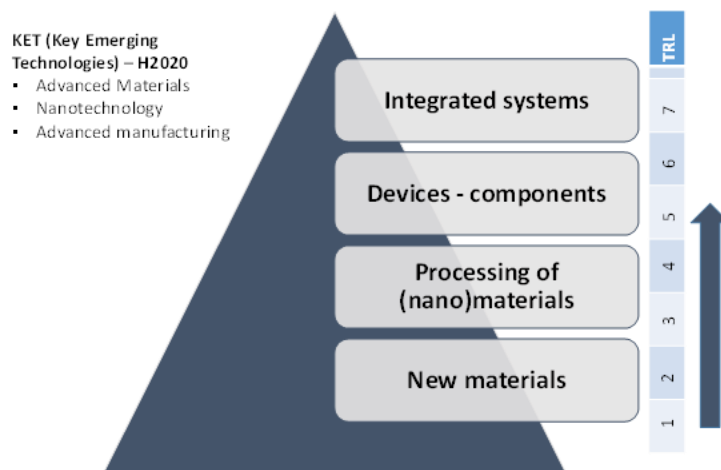 KET (Key Emerging
Technologies) – H2020
▪ Advanced Materials
▪ Nanotechnology
▪ Advanced manufacturing
TRL
Integrated systems
7
6
Devices - components
5
4
Processing of
(nano)materials
3
2
New materials
1